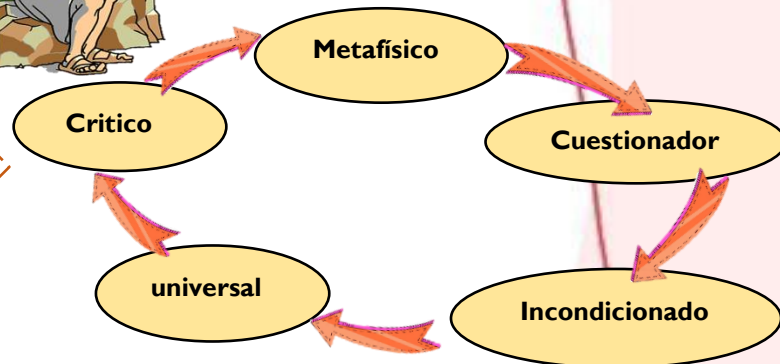 Metafísico
Critico
Cuestionador
universal
Incondicionado